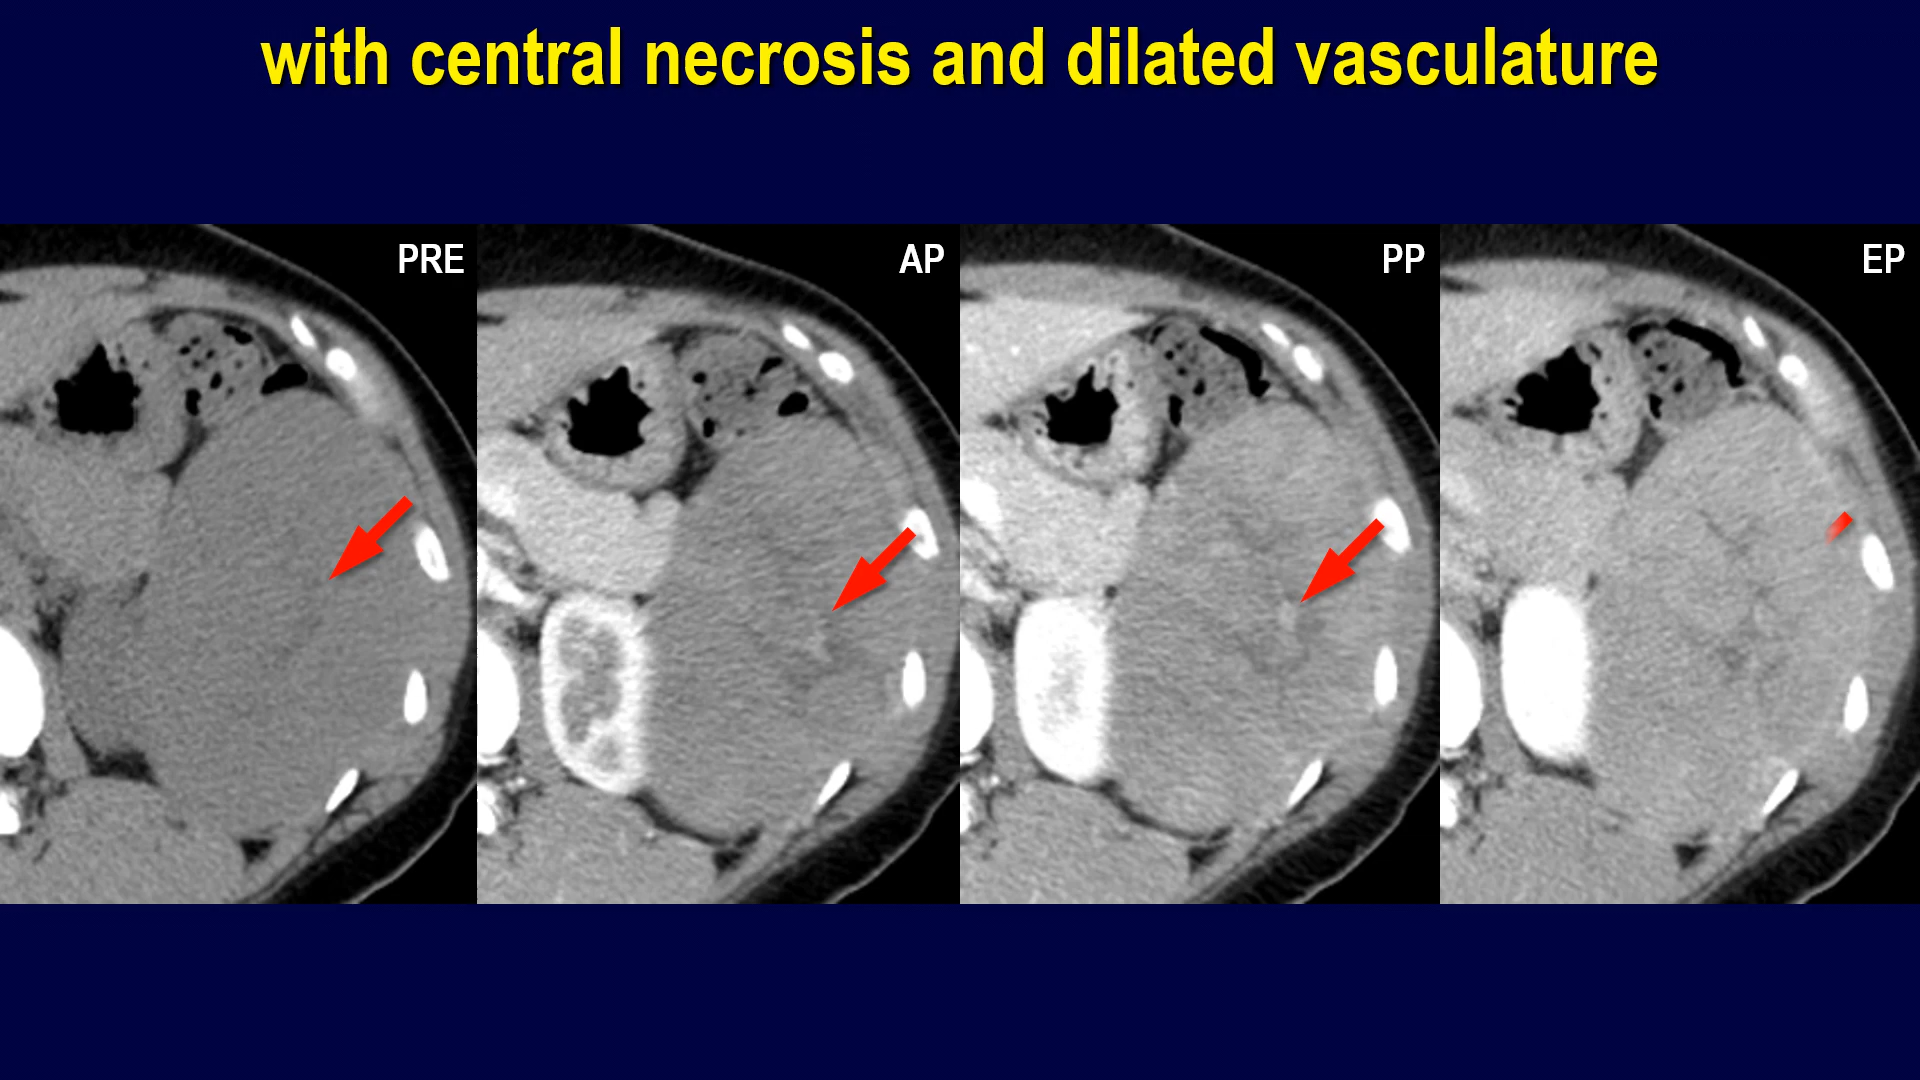 with central necrosis and dilated vasculature
PRE
AP
PP
EP